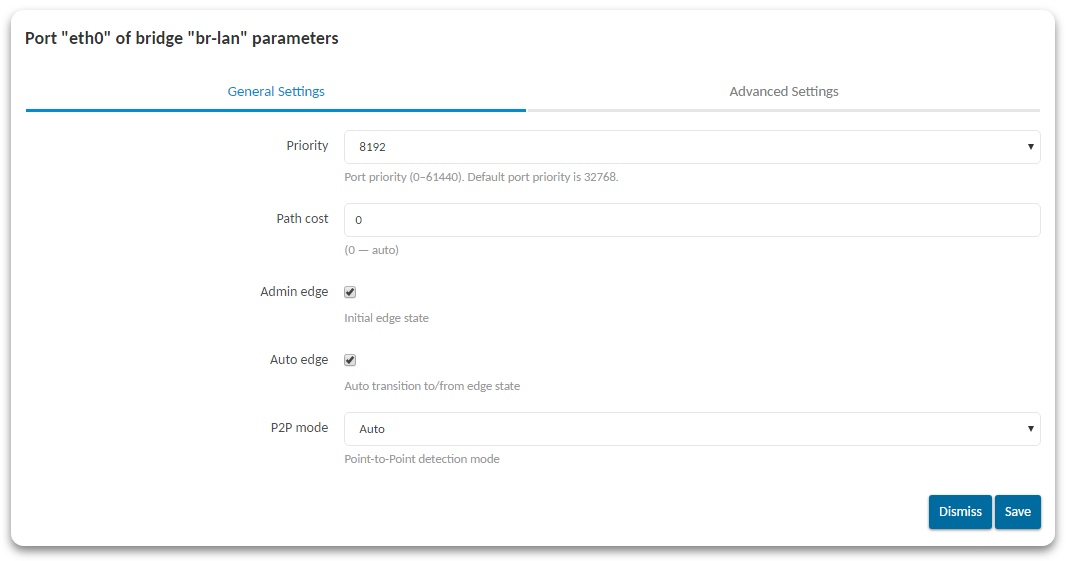 Port "eth0" of bridge "br-lan" parameters
General Settings
Advanced Settings
Priority
8192
Port priority (0–61440). Default port priority is 32768.
Path cost
0
(0 — auto)
Admin edge
Initial edge state
Auto edge
Auto transition to/from edge state
P2P mode
Auto
Point-to-Point detection mode
Dismiss
Save